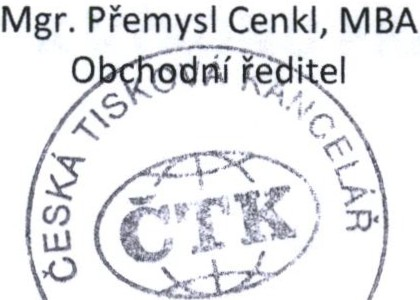 Mgr. Přemysl Cenkl, MBA
Obchodní ředitel
ČESKÁ TISKOVÁ KANCELÁŘ
ČTK